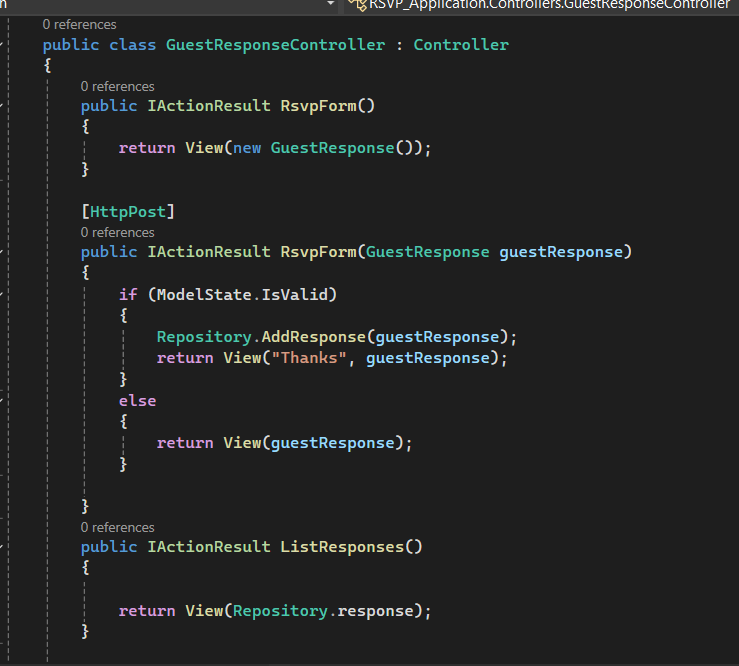 RSVP_Application.Controllers.GuestResponseController
0 references
public class GuestResponseController : Controller
{
0 references
public IActionResult RsvpForm()
{
return View(new GuestResponse());
}
[HttpPost]
0 references
public IActionResult RsvpForm(GuestResponse guestResponse)
{
if (ModelState.IsValid)
{
Repository.AddResponse(guestResponse);
return View("Thanks", guestResponse);
}
else
{
return View(guestResponse);
}
}
0 references
public IActionResult ListResponses()
{
return View(Repository.response);
}